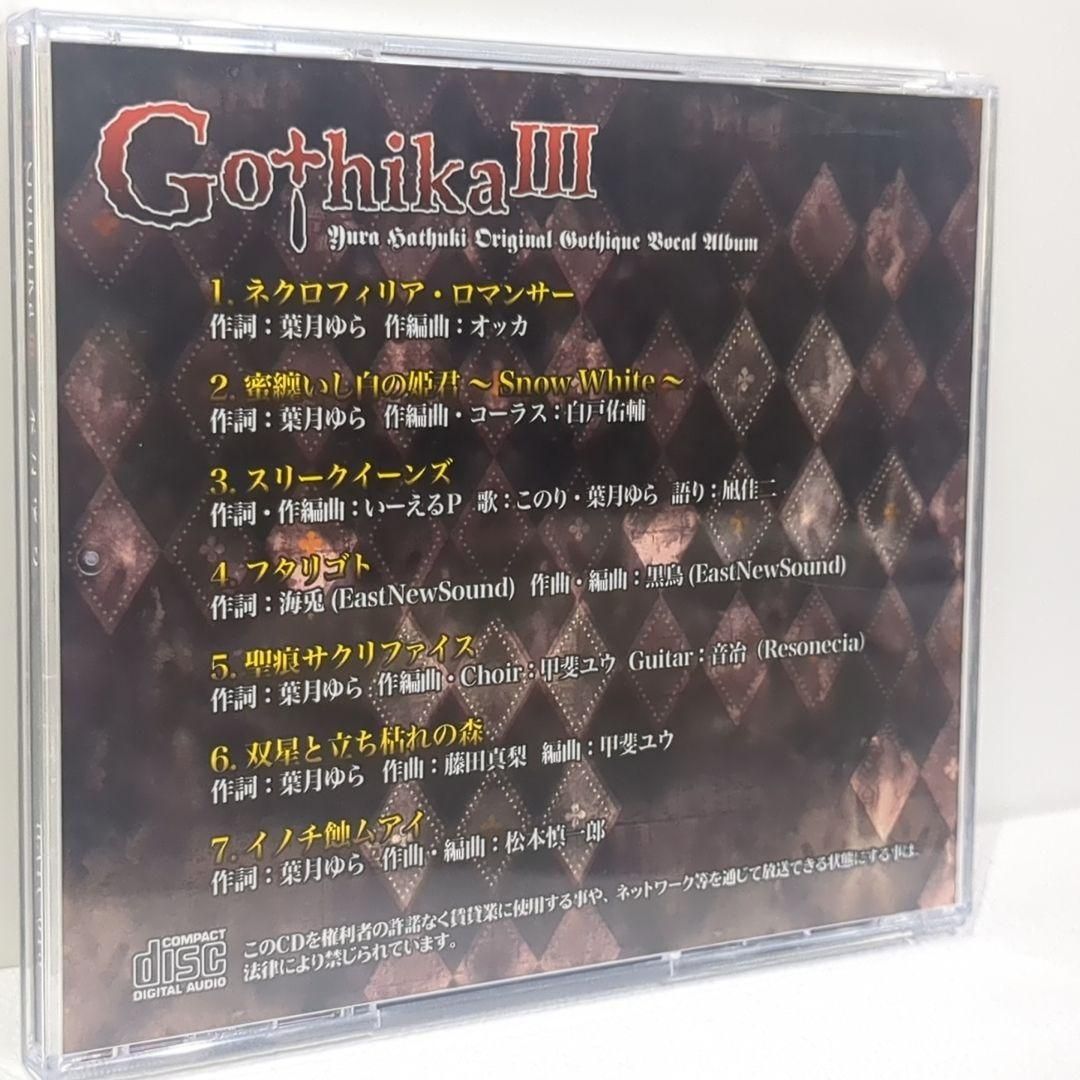 Gothika III
Yura Hathuki Original Gothique Vocal Album
1. ネクロフィリア・ロマンサー
作詞：葉月ゆら 作編曲：オッカ
2. 蜜纏いし白の姫君 ～ Snow White ～
作詞：葉月ゆら 作編曲・コーラス：白戸佑輔
3. スリークイーンズ
作詞・作編曲：いーえるP 歌：このり・葉月ゆら 語り：凪佳二
4. フタリゴト
作詞：海兎 (EastNewSound) 作曲・編曲：黒鳥 (EastNewSound)
5. 聖痕サクリファイス
作詞：葉月ゆら 作編曲・Choir：甲斐ユウ Guitar：音冶 (Resonecia)
6. 双星と立ち枯れの森
作詞：葉月ゆら 作曲：藤田真梨 編曲：甲斐ユウ
7. イノチ蝕ムアイ
作詞：葉月ゆら 作曲・編曲：松本慎一郎
COMPACT
disc
DIGITAL AUDIO
このCDを権利者の許諾なく賃貸業に使用する事や、ネットワーク等を通じて放送できる状態にする事は、
法律により禁じられています。